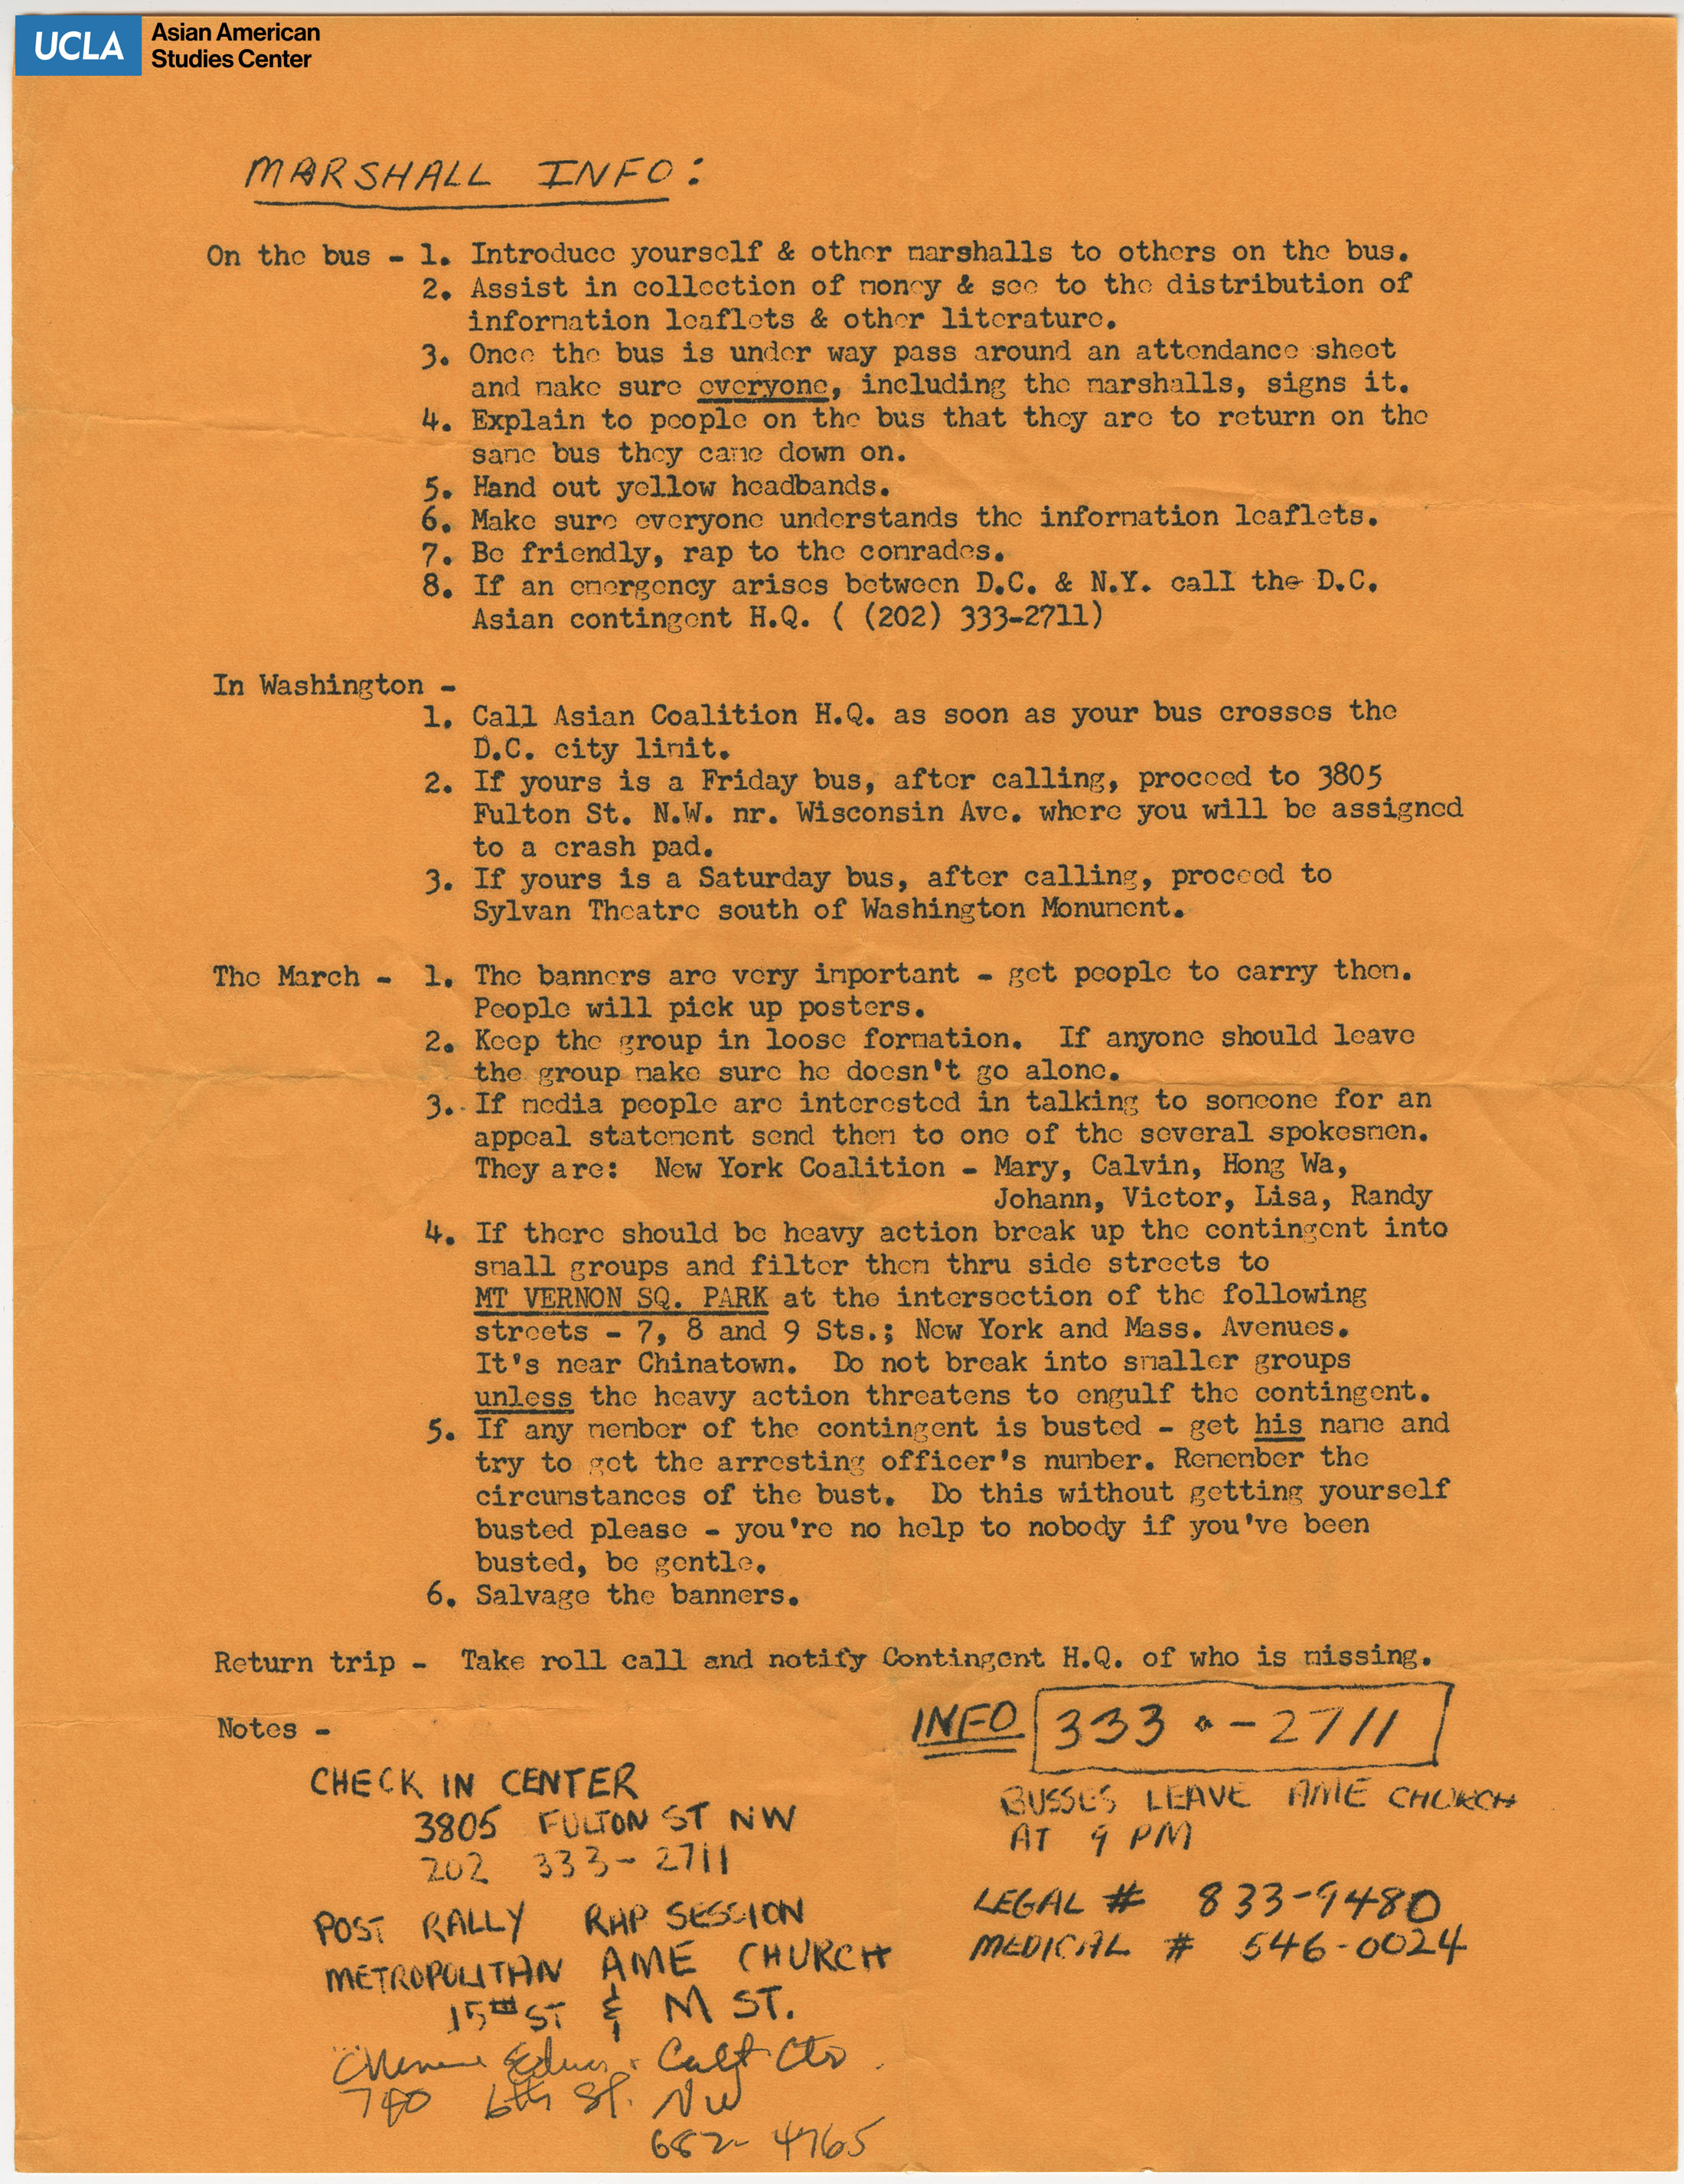 UCLA Asian American
Studies Center
MARSHALL INFO:
On the bus - 1. Introduce yourself & other marshalls to others on the bus.
2. Assist in collection of money & see to the distribution of
information leaflets & other literature.
3. Once the bus is under way pass around an attendance sheet
and make sure everyone, including the marshalls, signs it.
4. Explain to people on the bus that they are to return on the
same bus they came down on.
5. Hand out yellow headbands.
6. Make sure everyone understands the information leaflets.
7. Be friendly, rap to the comrades.
8. If an emergency arises between D.C. & N.Y. call the D.C.
Asian contingent H.Q. ( (202) 333-2711)
In Washington -
1. Call Asian Coalition H.Q. as soon as your bus crosses the
D.C. city limit.
2. If yours is a Friday bus, after calling, proceed to 3805
Fulton St. N.W. nr. Wisconsin Ave. where you will be assigned
to a crash pad.
3. If yours is a Saturday bus, after calling, proceed to
Sylvan Theatre south of Washington Monument.
The March - 1. The banners are very important - get people to carry them.
People will pick up posters.
2. Keep the group in loose formation. If anyone should leave
the group make sure he doesn't go alone.
3. If media people are interested in talking to someone for an
appeal statement send them to one of the several spokesmen.
They are: New York Coalition - Mary, Calvin, Hong Wa,
Johann, Victor, Lisa, Randy
4. If there should be heavy action break up the contingent into
small groups and filter them thru side streets to
MT VERNON SQ. PARK at the intersection of the following
streets - 7, 8 and 9 Sts.; New York and Mass. Avenues.
It's near Chinatown. Do not break into smaller groups
unless the heavy action threatens to engulf the contingent.
5. If any member of the contingent is busted - get his name and
try to get the arresting officer's number. Remember the
circumstances of the bust. Do this without getting yourself
busted please - you're no help to nobody if you've been
busted, be gentle.
6. Salvage the banners.
Return trip - Take roll call and notify Contingent H.Q. of who is missing.
Notes -
INFO 333 - 2711
CHECK IN CENTER
3805 FULTON ST NW
202 333-2711
BUSSES LEAVE AME CHURCH
AT 9 PM
POST RALLY RAP SESSION
METROPOLITAN AME CHURCH
15TH ST & M ST.
LEGAL # 833-9480
MEDICAL # 546-0024
Cult Ctr.
740 6th St. NW
682-4765